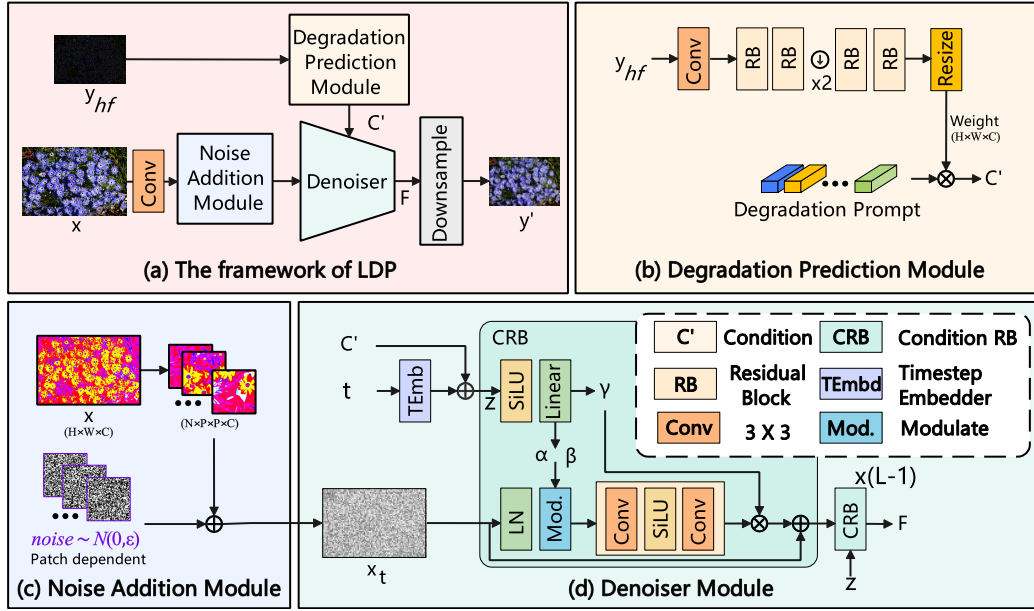 y_hf
Degradation
Prediction
Module
C'
x
Conv
Noise
Addition
Module
Denoiser
F
Downsample
y'
(a) The framework of LDP
y_hf
Conv
RB
RB
x2
RB
RB
Resize
Weight
(H×W×C)
Degradation Prompt
C'
(b) Degradation Prediction Module
x
(H×W×C)
(N×P×P×C)
noise ~ N(0,ε)
Patch dependent
(c) Noise Addition Module
C'
t
TEmb
z
CRB
SiLU
Linear
γ
α
β
x_t
LN
Mod.
Conv
SiLU
Conv
x(L-1)
CRB
F
z
C'
Condition
CRB
Condition RB
RB
Residual
Block
TEmbd
Timestep
Embedder
Conv
3 X 3
Mod.
Modulate
(d) Denoiser Module